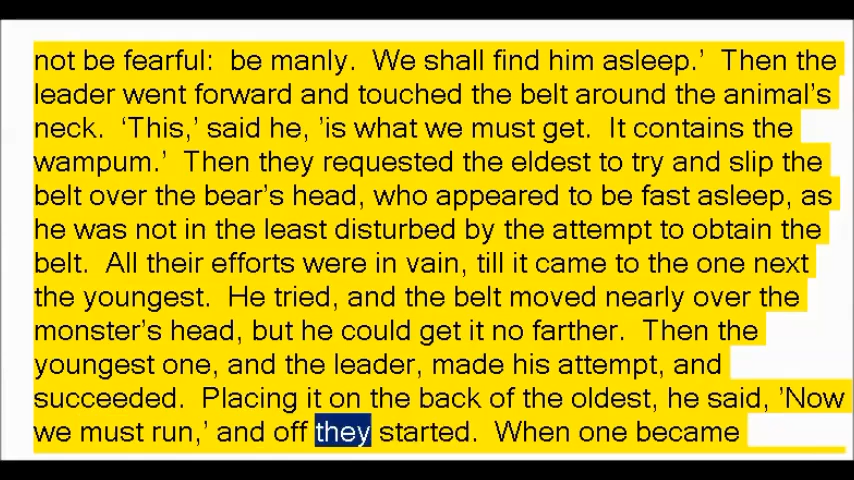 not be fearful:  be manly.  We shall find him asleep.’  Then the
leader went forward and touched the belt around the animal’s
neck.  ‘This,’ said he, ’is what we must get.  It contains the
wampum.’  Then they requested the eldest to try and slip the
belt over the bear’s head, who appeared to be fast asleep, as
he was not in the least disturbed by the attempt to obtain the
belt.  All their efforts were in vain, till it came to the one next
the youngest.  He tried, and the belt moved nearly over the
monster’s head, but he could get it no farther.  Then the
youngest one, and the leader, made his attempt, and
succeeded.  Placing it on the back of the oldest, he said, ’Now
we must run,’ and off they started.  When one became